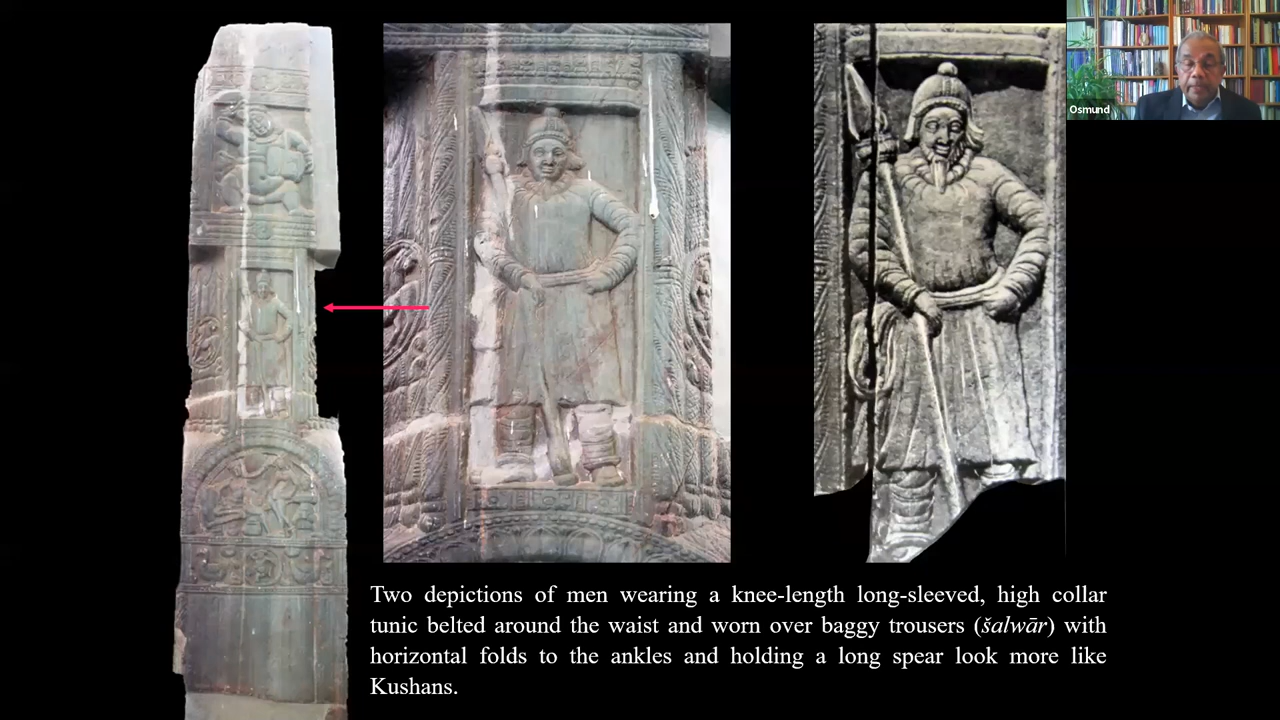 Osmund
Two depictions of men wearing a knee-length long-sleeved, high collar
tunic belted around the waist and worn over baggy trousers (šalwār) with
horizontal folds to the ankles and holding a long spear look more like
Kushans.